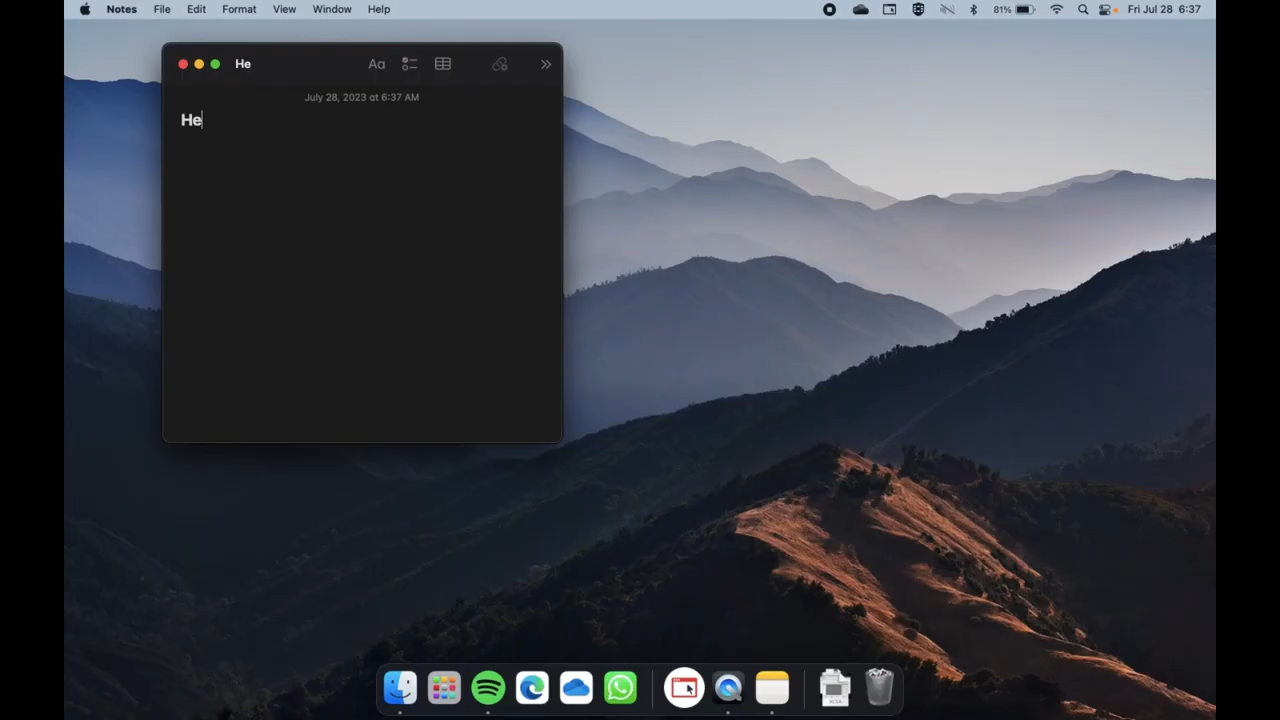 Notes File Edit Format View Window Help 81% Fri Jul 28 6:37
He
Aa
July 28, 2023 at 6:37 AM
He